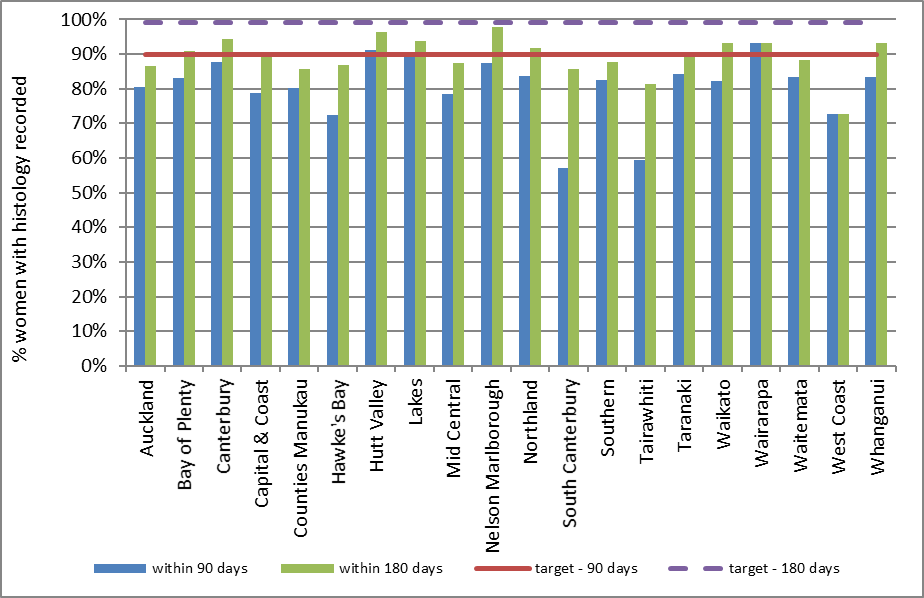 % women with histology recorded
100%
90%
80%
70%
60%
50%
40%
30%
20%
10%
0%
Auckland
Bay of Plenty
Canterbury
Capital & Coast
Counties Manukau
Hawke's Bay
Hutt Valley
Lakes
Mid Central
Nelson Marlborough
Northland
South Canterbury
Southern
Tairawhiti
Taranaki
Waikato
Wairarapa
Waitemata
West Coast
Whanganui
within 90 days within 180 days target - 90 days target - 180 days